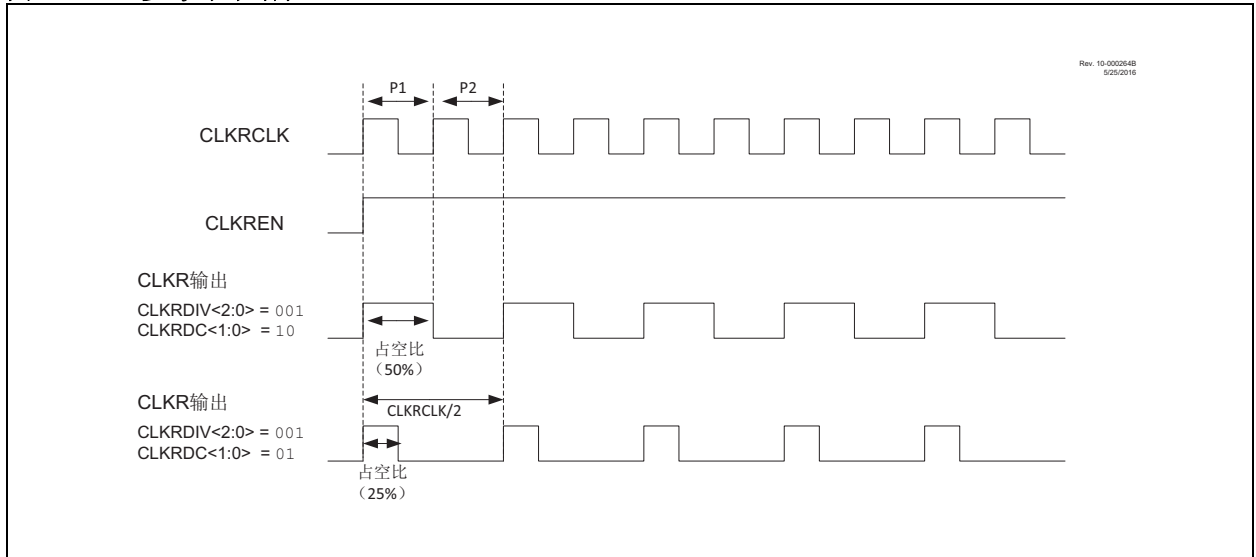 Rev. 10-000264B
5/25/2016
P1
P2
CLKRCLK
CLKREN
CLKR输出
CLKRDIV<2:0> = 001
CLKRDC<1:0> = 10
占空比
（50%）
CLKR输出
CLKRCLK/2
CLKRDIV<2:0> = 001
CLKRDC<1:0> = 01
占空比
（25%）